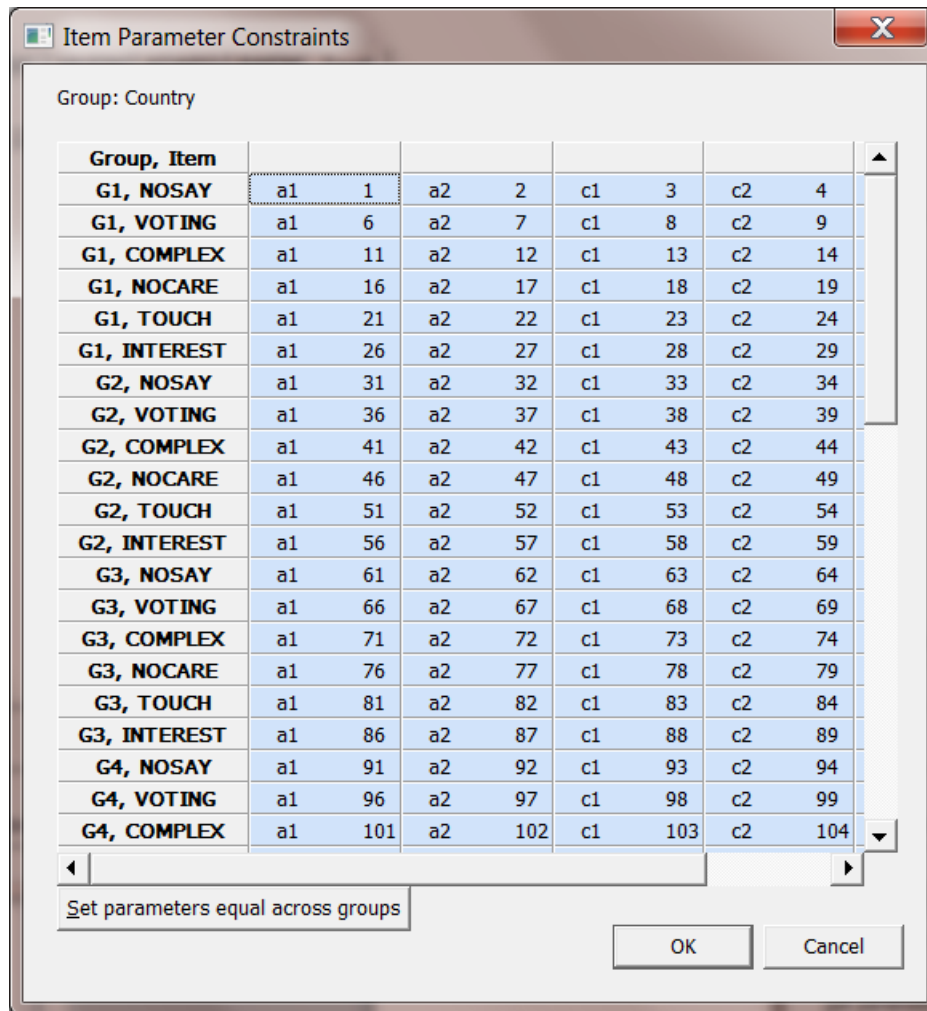 Item Parameter Constraints
X
Group: Country
Group, Item
G1, NOSAY a1 1 a2 2 c1 3 c2 4
G1, VOTING a1 6 a2 7 c1 8 c2 9
G1, COMPLEX a1 11 a2 12 c1 13 c2 14
G1, NOCARE a1 16 a2 17 c1 18 c2 19
G1, TOUCH a1 21 a2 22 c1 23 c2 24
G1, INTEREST a1 26 a2 27 c1 28 c2 29
G2, NOSAY a1 31 a2 32 c1 33 c2 34
G2, VOTING a1 36 a2 37 c1 38 c2 39
G2, COMPLEX a1 41 a2 42 c1 43 c2 44
G2, NOCARE a1 46 a2 47 c1 48 c2 49
G2, TOUCH a1 51 a2 52 c1 53 c2 54
G2, INTEREST a1 56 a2 57 c1 58 c2 59
G3, NOSAY a1 61 a2 62 c1 63 c2 64
G3, VOTING a1 66 a2 67 c1 68 c2 69
G3, COMPLEX a1 71 a2 72 c1 73 c2 74
G3, NOCARE a1 76 a2 77 c1 78 c2 79
G3, TOUCH a1 81 a2 82 c1 83 c2 84
G3, INTEREST a1 86 a2 87 c1 88 c2 89
G4, NOSAY a1 91 a2 92 c1 93 c2 94
G4, VOTING a1 96 a2 97 c1 98 c2 99
G4, COMPLEX a1 101 a2 102 c1 103 c2 104
Set parameters equal across groups
OK Cancel